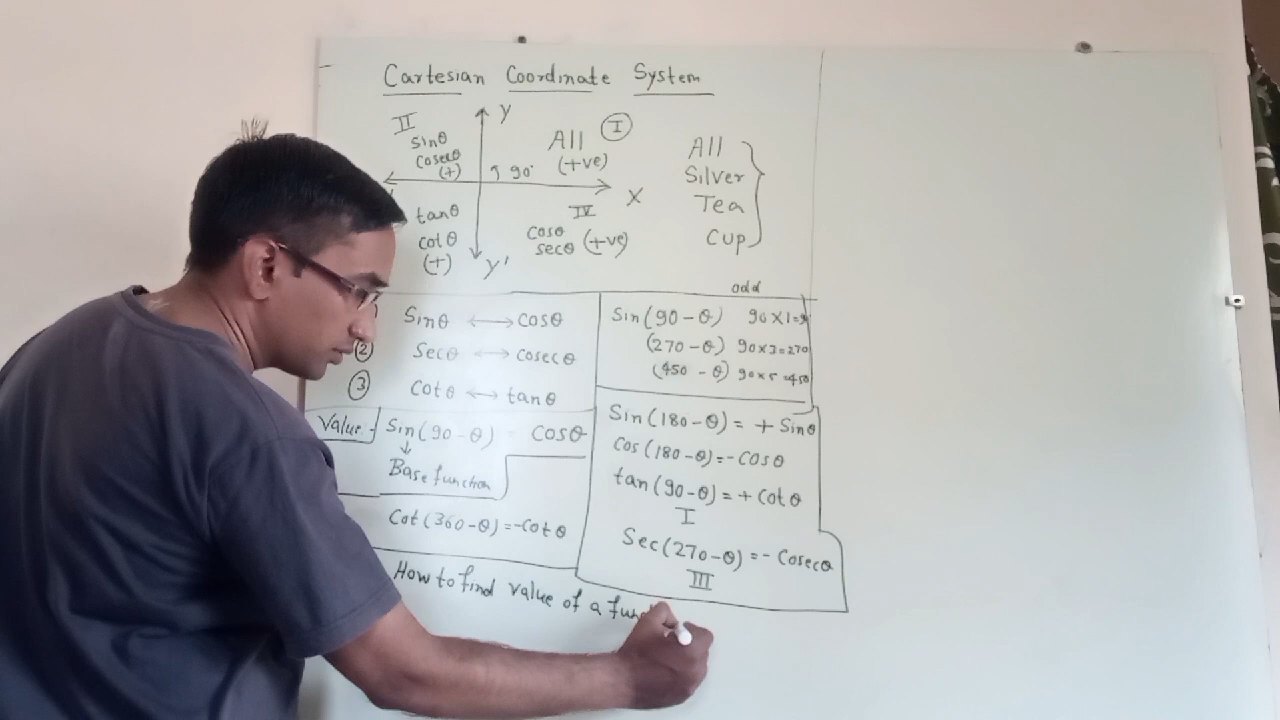 Cartesian Coordinate System
Y
II
sinθ
cosecθ
(+)
90°
All
(+ve)
I
X
tanθ
cotθ
(+)
Y'
IV
cosθ
secθ (+ve)
All
Silver
Tea
Cup
Sinθ ⟷ cosθ
② Secθ ⟷ cosecθ
③ cotθ ⟷ tanθ
Value - Sin(90-θ) = cosθ
↓
Base function
Cot(360-θ)=-cotθ
odd
Sin(90-θ) 90×1=9
(270-θ) 90×3=270
(450-θ) 90×5=450
Sin(180-θ)= + Sinθ
Cos(180-θ)=-cosθ
tan(90-θ)=+cotθ
I
Sec(270-θ)=-Cosecθ
III
How to find value of a fun